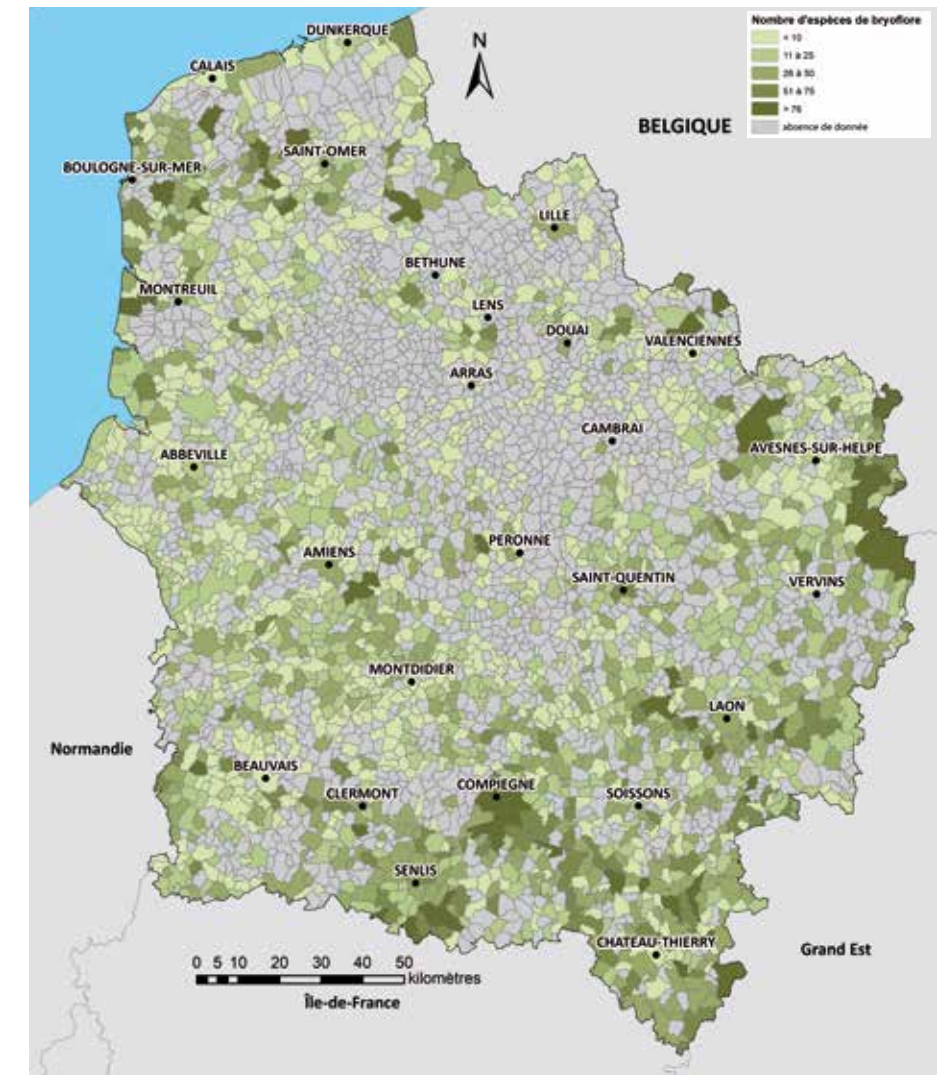 Nombre d'espèces de bryoflore
< 10
11 à 25
26 à 50
51 à 75
> 76
absence de donnée
N
DUNKERQUE
CALAIS
BELGIQUE
SAINT-OMER
BOULOGNE-SUR-MER
LILLE
BETHUNE
MONTREUIL
LENS
DOUAI
VALENCIENNES
ARRAS
CAMBRAI
AVESNES-SUR-HELPE
ABBEVILLE
PERONNE
AMIENS
SAINT-QUENTIN
VERVINS
MONTDIDIER
LAON
Normandie
BEAUVAIS
CLERMONT
COMPIEGNE
SOISSONS
SENLIS
CHATEAU-THIERRY
Grand Est
0 5 10 20 30 40 50
kilomètres
Île-de-France